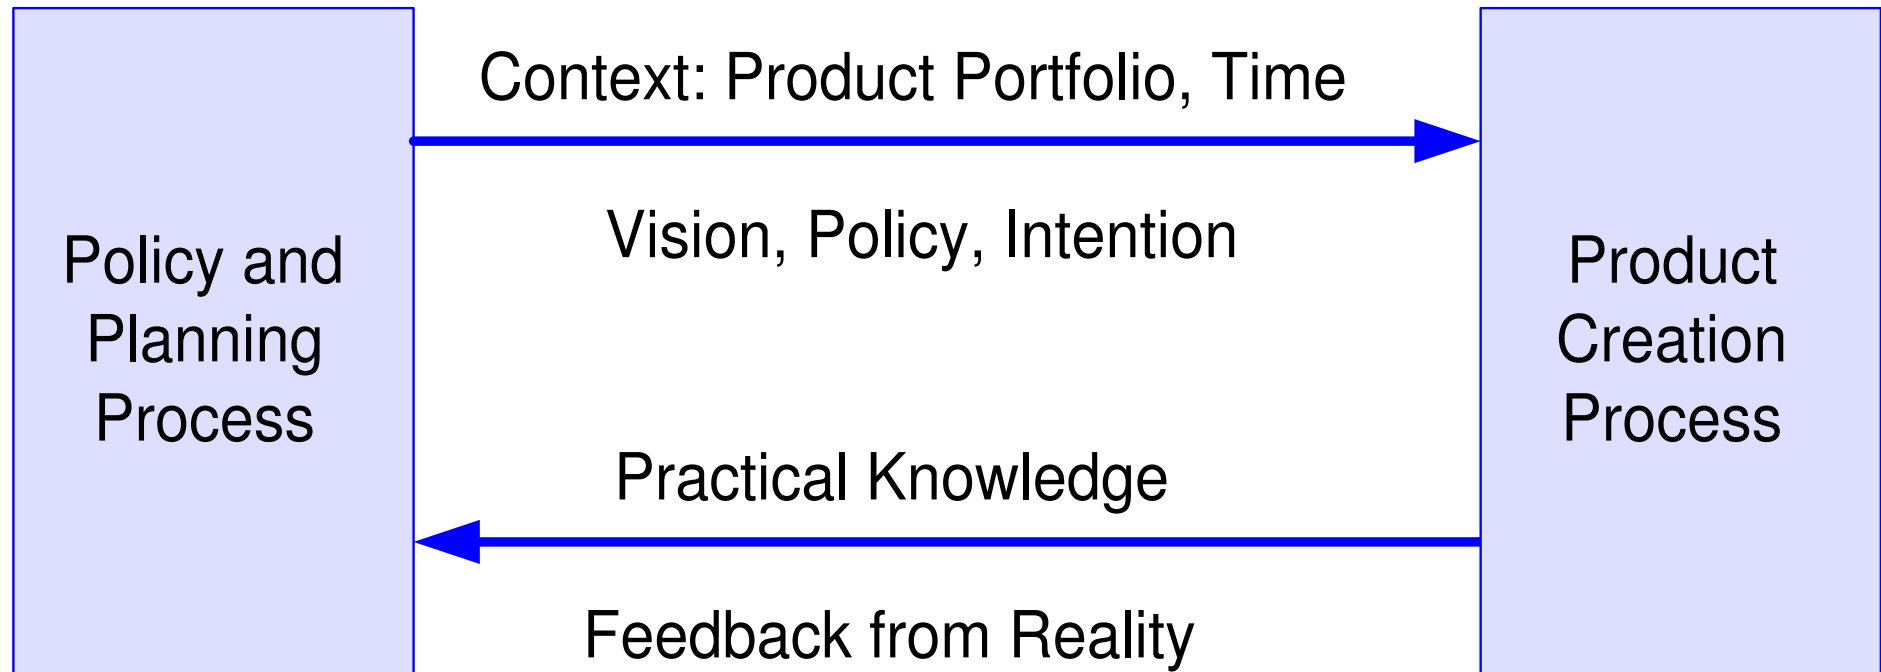 Policy and
Planning
Process
Context: Product Portfolio, Time
Vision, Policy, Intention
Practical Knowledge
Feedback from Reality
Product
Creation
Process